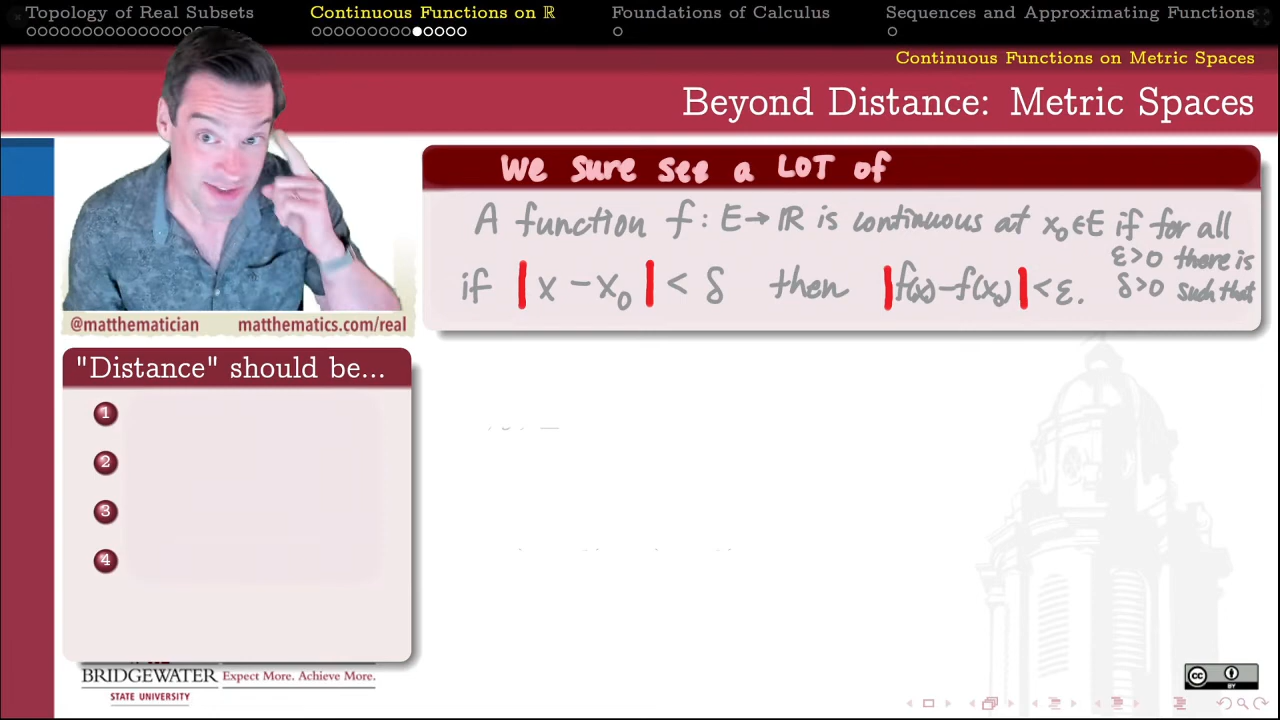 Topology of Real Subsets
Continuous Functions on ℝ
Foundations of Calculus
Sequences and Approximating Functions
Continuous Functions on Metric Spaces
Beyond Distance: Metric Spaces
We sure see a LOT of
A function f : E → ℝ is continuous at x₀ ∈ E if for all
ε>0 there is
δ>0 such that
if |x − x₀| < δ then |f(x)−f(x₀)| < ε.
@matthematician matthematics.com/real
"Distance" should be...
1
2
3
4
BRIDGEWATER
STATE UNIVERSITY
Expect More. Achieve More.
cc
BY